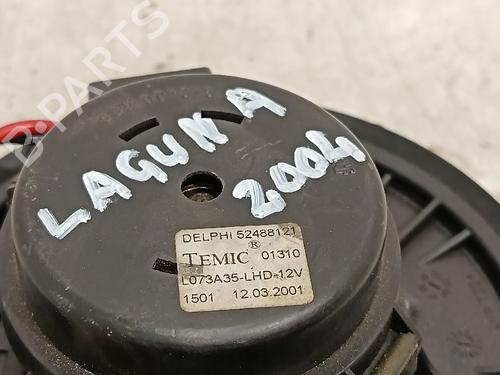 B-PARTS
LAGUNA
2004
DELPHI 52488121
TEMIC® 01310
L073A35-LHD-12V
1501 12.03.2001